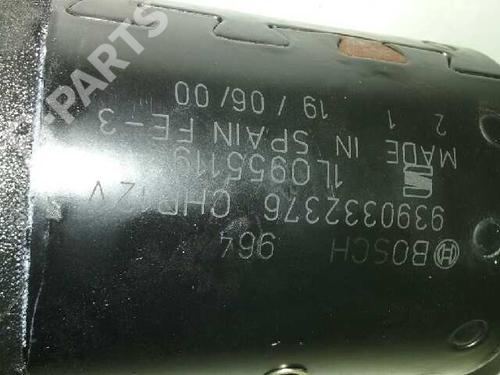 BOSCH 964
9390332376 CHP 12V
1L0955119
MADE IN SPAIN FE-3
2 1 19/06/00
PARTS